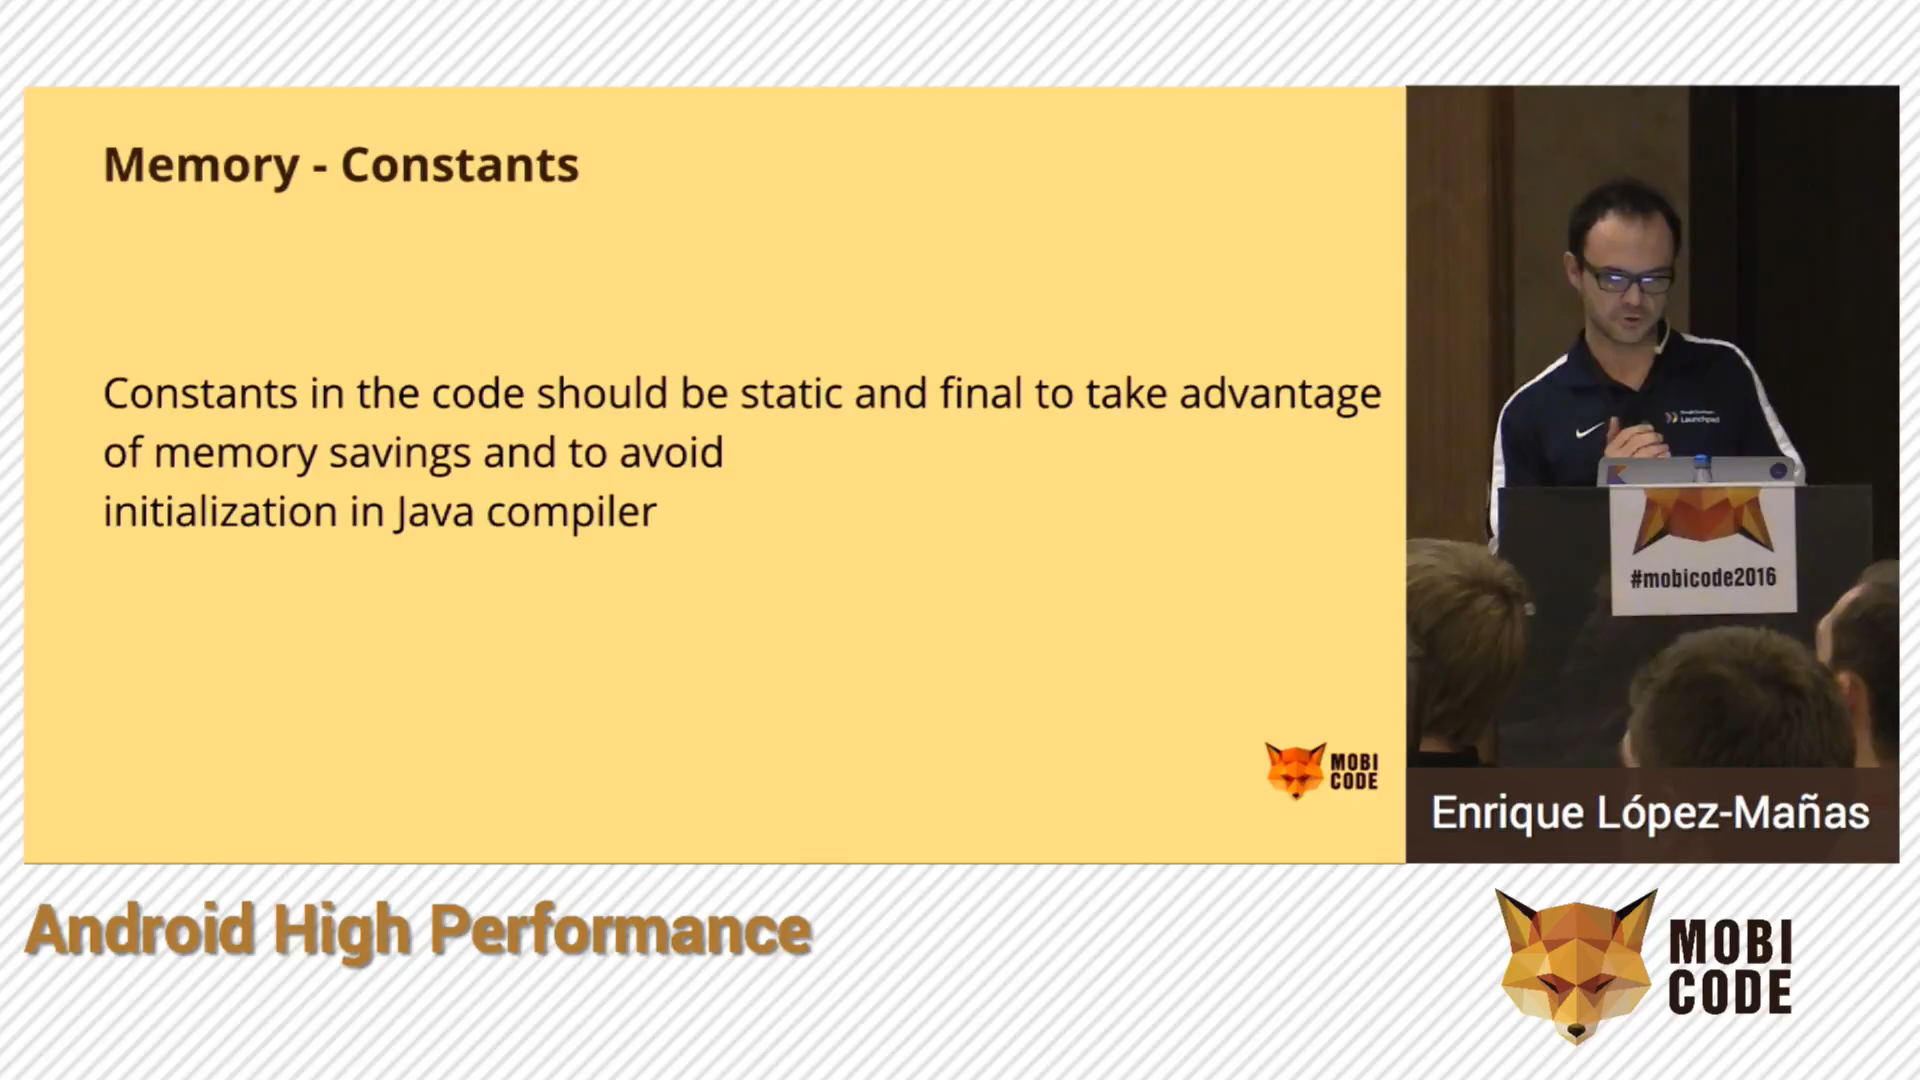 Memory - Constants
Constants in the code should be static and final to take advantage
of memory savings and to avoid
initialization in Java compiler
MOBI
CODE
Launchpad
#mobicode2016
Enrique López-Mañas
Android High Performance
MOBI
CODE